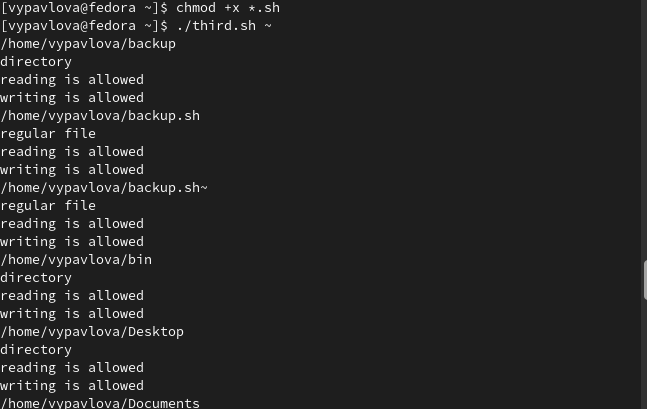 [vypavlova@fedora ~]$ chmod +x *.sh
[vypavlova@fedora ~]$ ./third.sh ~
/home/vypavlova/backup
directory
reading is allowed
writing is allowed
/home/vypavlova/backup.sh
regular file
reading is allowed
writing is allowed
/home/vypavlova/backup.sh~
regular file
reading is allowed
writing is allowed
/home/vypavlova/bin
directory
reading is allowed
writing is allowed
/home/vypavlova/Desktop
directory
reading is allowed
writing is allowed
/home/vypavlova/Documents